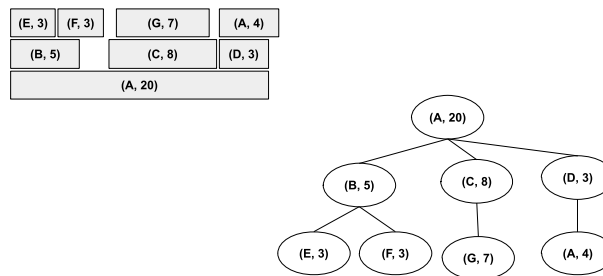 (E, 3) (F, 3) (G, 7) (A, 4)
(B, 5) (C, 8) (D, 3)
(A, 20)
(A, 20)
(B, 5) (C, 8) (D, 3)
(E, 3) (F, 3) (G, 7) (A, 4)